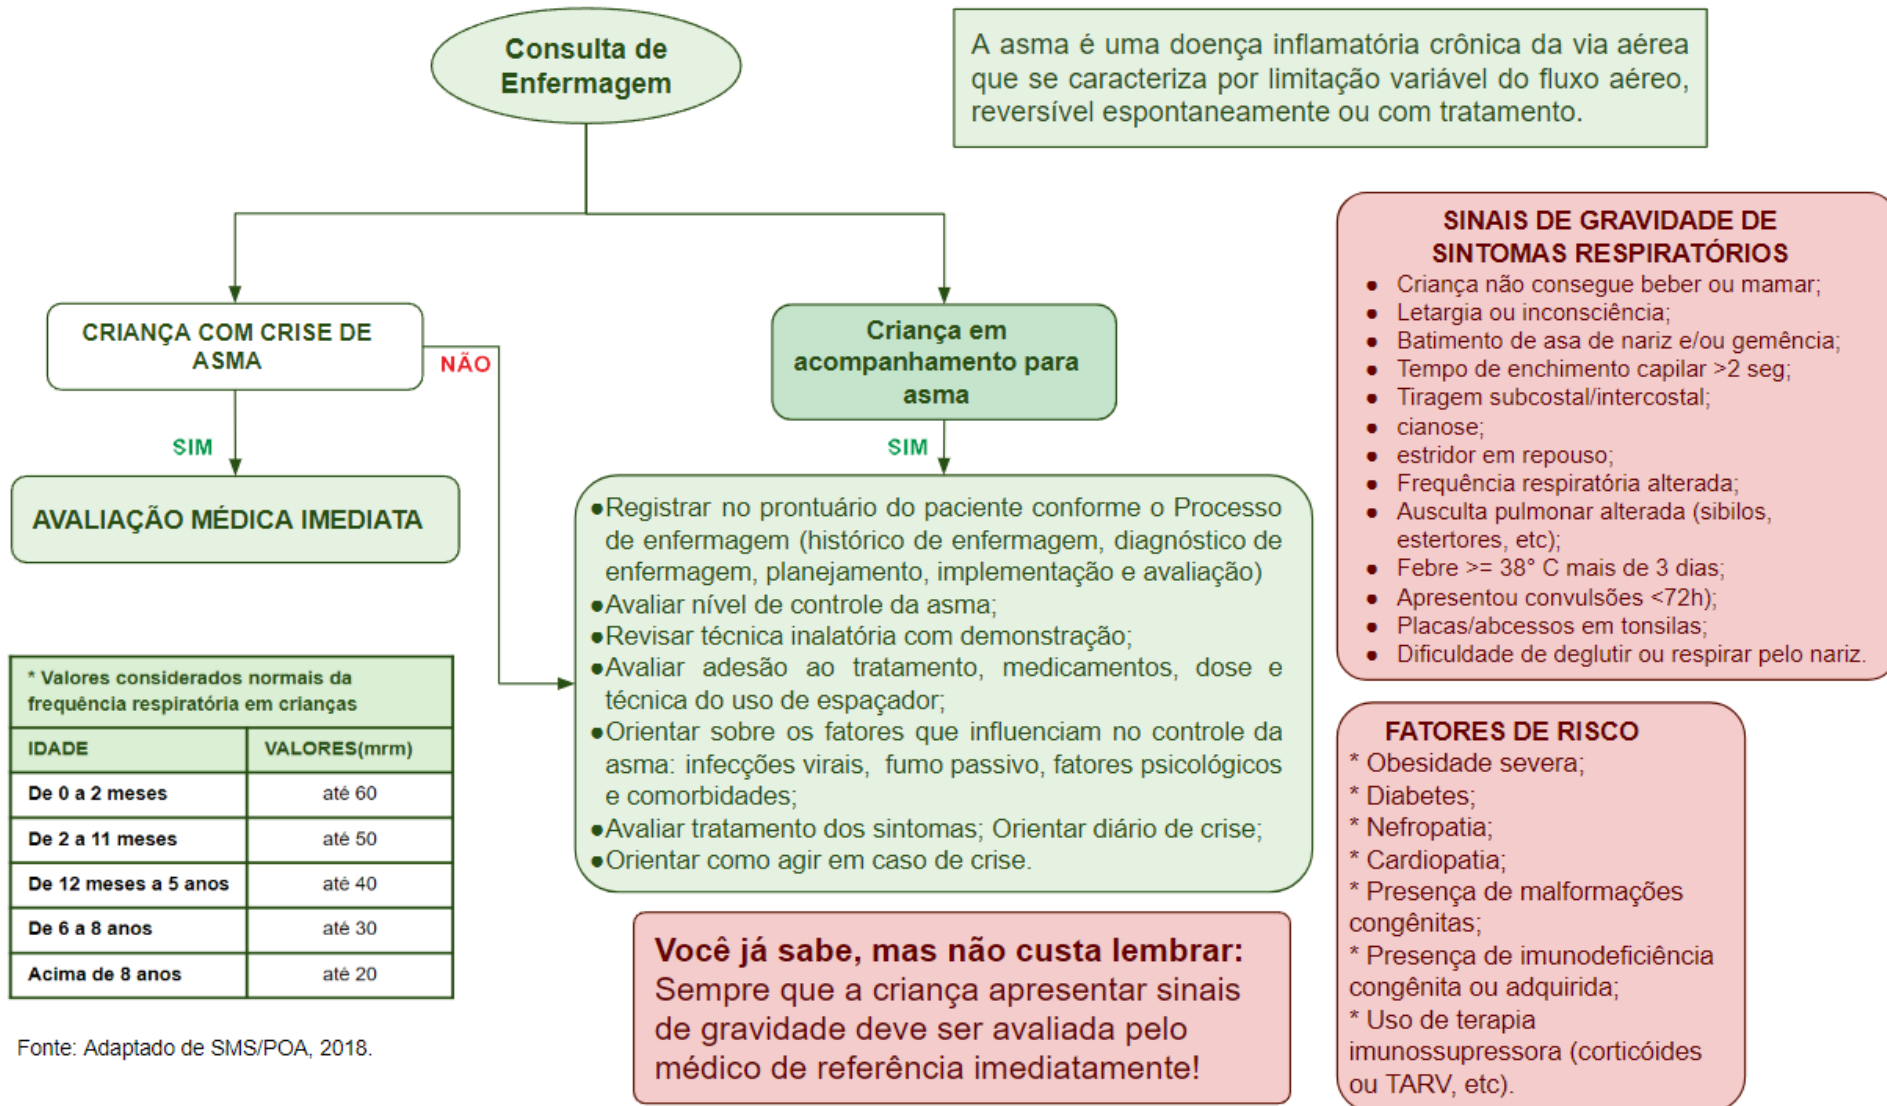 Consulta de
Enfermagem
A asma é uma doença inflamatória crônica da via aérea
que se caracteriza por limitação variável do fluxo aéreo,
reversível espontaneamente ou com tratamento.
CRIANÇA COM CRISE DE
ASMA
NÃO
SIM
AVALIAÇÃO MÉDICA IMEDIATA
Criança em
acompanhamento para
asma
SIM
●Registrar no prontuário do paciente conforme o Processo
de enfermagem (histórico de enfermagem, diagnóstico de
enfermagem, planejamento, implementação e avaliação)
●Avaliar nível de controle da asma;
●Revisar técnica inalatória com demonstração;
●Avaliar adesão ao tratamento, medicamentos, dose e
técnica do uso de espaçador;
●Orientar sobre os fatores que influenciam no controle da
asma: infecções virais, fumo passivo, fatores psicológicos
e comorbidades;
●Avaliar tratamento dos sintomas; Orientar diário de crise;
●Orientar como agir em caso de crise.
SINAIS DE GRAVIDADE DE
SINTOMAS RESPIRATÓRIOS
● Criança não consegue beber ou mamar;
● Letargia ou inconsciência;
● Batimento de asa de nariz e/ou gemência;
● Tempo de enchimento capilar >2 seg;
● Tiragem subcostal/intercostal;
● cianose;
● estridor em repouso;
● Frequência respiratória alterada;
● Ausculta pulmonar alterada (sibilos,
estertores, etc);
● Febre >= 38° C mais de 3 dias;
● Apresentou convulsões <72h);
● Placas/abcessos em tonsilas;
● Dificuldade de deglutir ou respirar pelo nariz.
* Valores considerados normais da
frequência respiratória em crianças
IDADE VALORES(mrm)
De 0 a 2 meses até 60
De 2 a 11 meses até 50
De 12 meses a 5 anos até 40
De 6 a 8 anos até 30
Acima de 8 anos até 20
Fonte: Adaptado de SMS/POA, 2018.
Você já sabe, mas não custa lembrar:
Sempre que a criança apresentar sinais
de gravidade deve ser avaliada pelo
médico de referência imediatamente!
FATORES DE RISCO
* Obesidade severa;
* Diabetes;
* Nefropatia;
* Cardiopatia;
* Presença de malformações
congênitas;
* Presença de imunodeficiência
congênita ou adquirida;
* Uso de terapia
imunossupressora (corticóides
ou TARV, etc).